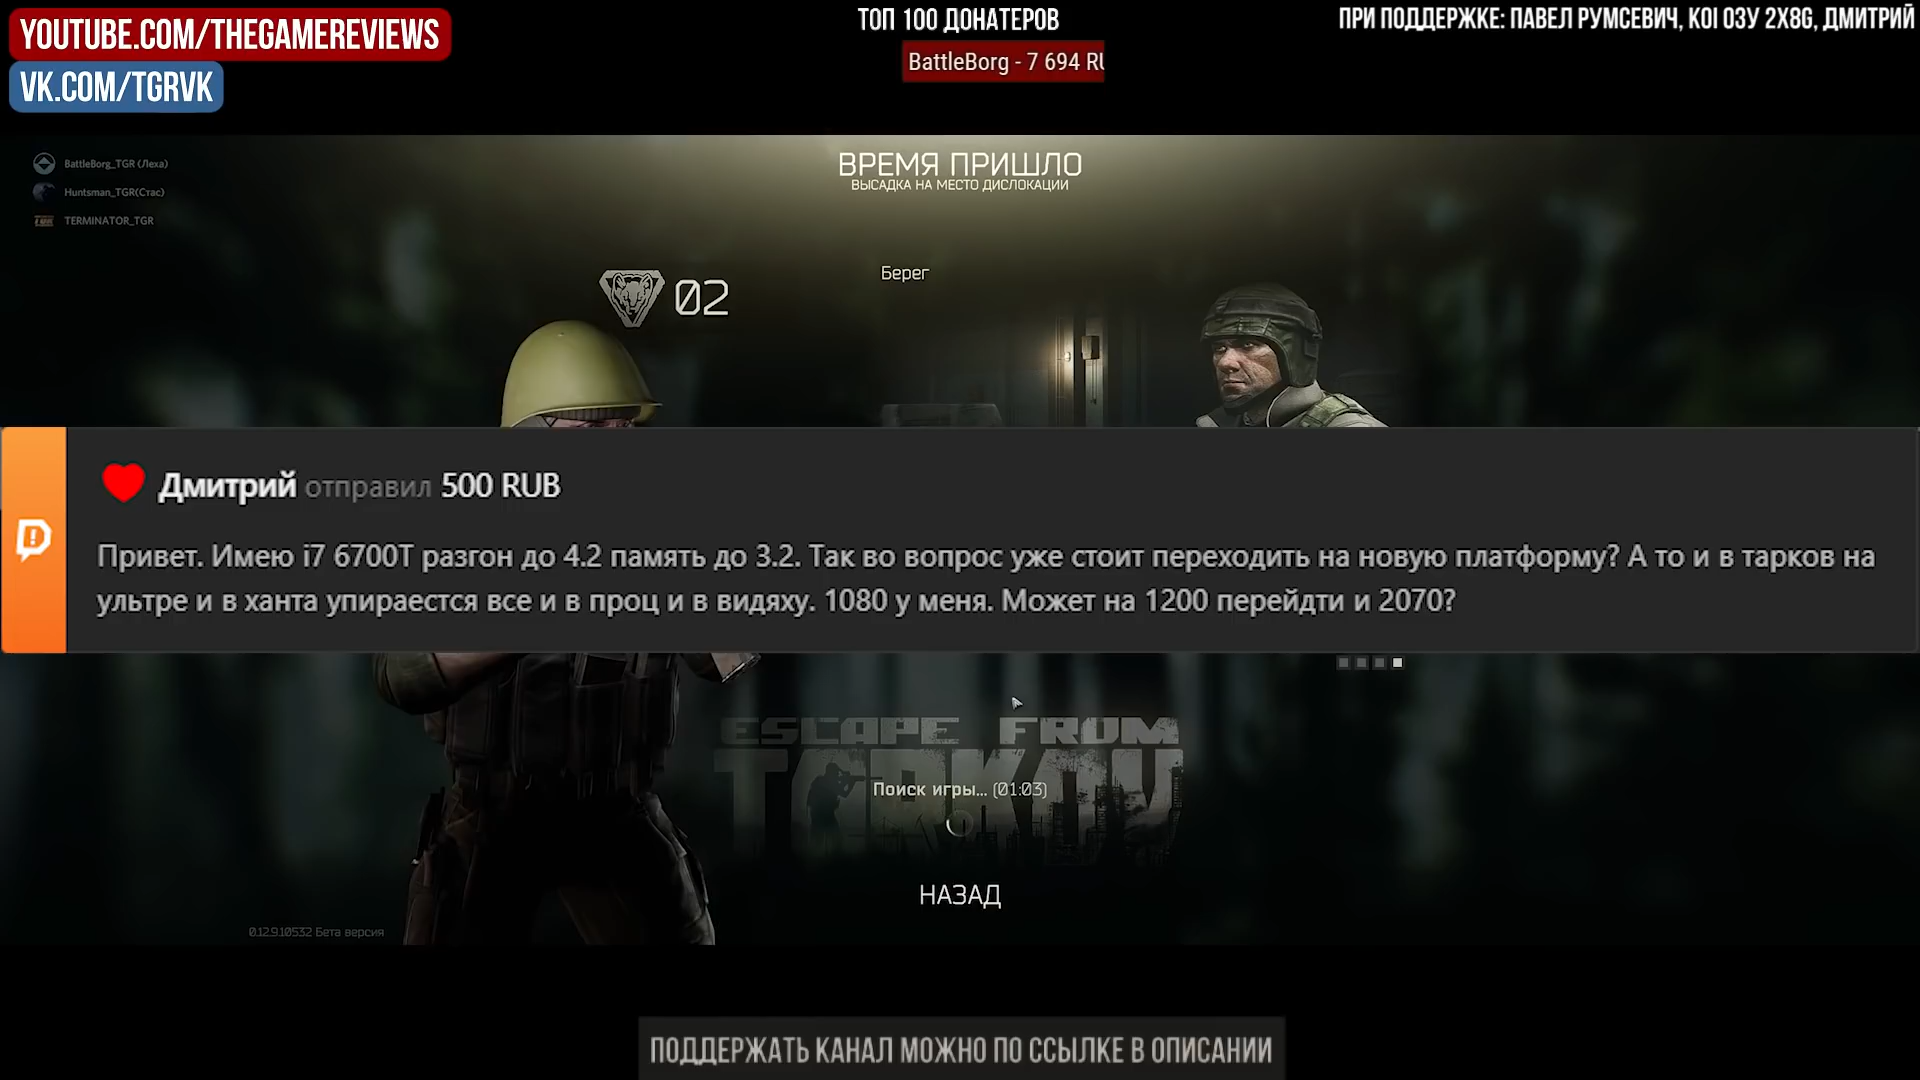 YOUTUBE.COM/THEGAMEREVIEWS
VK.COM/TGRVK
ТОП 100 ДОНАТЕРОВ
BattleBorg - 7 694 RU
ПРИ ПОДДЕРЖКЕ: ПАВЕЛ РУМСЕВИЧ, KOI ОЗУ 2X8G, ДМИТРИЙ
BattleBorg_TGR (Леха)
Huntsman_TGR(Стас)
TERMINATOR_TGR
ВРЕМЯ ПРИШЛО
ВЫСАДКА НА МЕСТО ДИСЛОКАЦИИ
Берег
02
Дмитрий отправил 500 RUB
Привет. Имею i7 6700T разгон до 4.2 память до 3.2. Так во вопрос уже стоит переходить на новую платформу? А то и в тарков на
ультре и в ханта упираестся все и в проц и в видяху. 1080 у меня. Может на 1200 перейдти и 2070?
ESCAPE FROM
TARKOV
Поиск игры... (01:03)
НАЗАД
0.12.9.10532 Бета версия
ПОДДЕРЖАТЬ КАНАЛ МОЖНО ПО ССЫЛКЕ В ОПИСАНИИ